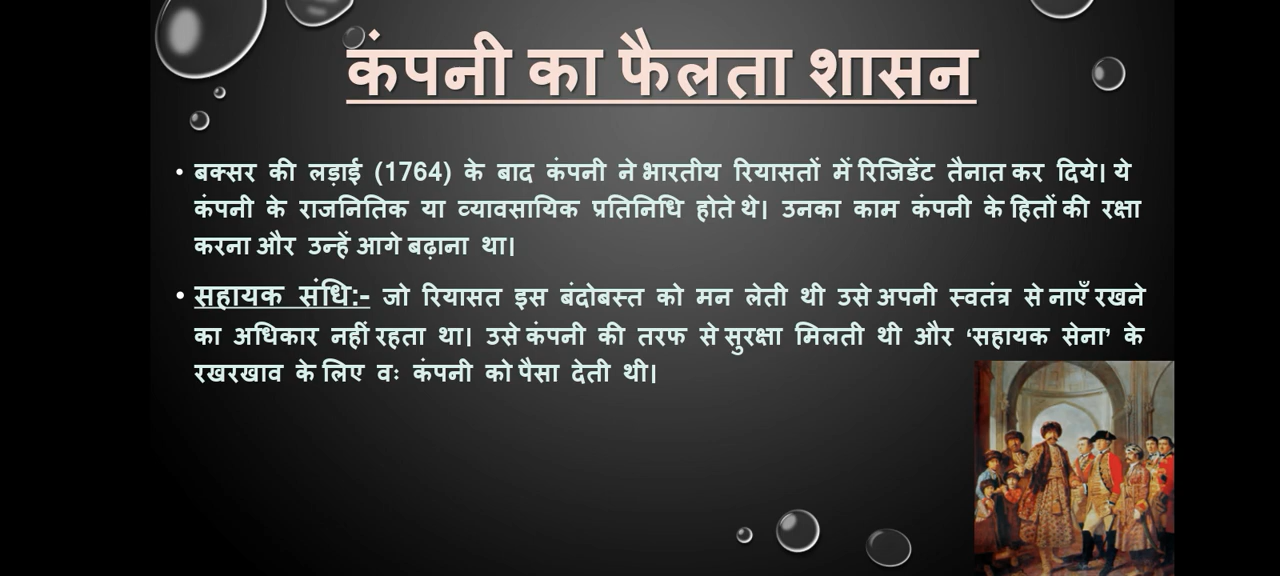 कंपनी का फैलता शासन
• बक्सर की लड़ाई (1764) के बाद कंपनी ने भारतीय रियासतों में रिजिडेंट तैनात कर दिये। ये
कंपनी के राजनितिक या व्यावसायिक प्रतिनिधि होते थे। उनका काम कंपनी के हितों की रक्षा
करना और उन्हें आगे बढ़ाना था।
• सहायक संधि:- जो रियासत इस बंदोबस्त को मन लेती थी उसे अपनी स्वतंत्र सेनाएँ रखने
का अधिकार नहीं रहता था। उसे कंपनी की तरफ से सुरक्षा मिलती थी और ‘सहायक सेना’ के
रखरखाव के लिए वः कंपनी को पैसा देती थी।